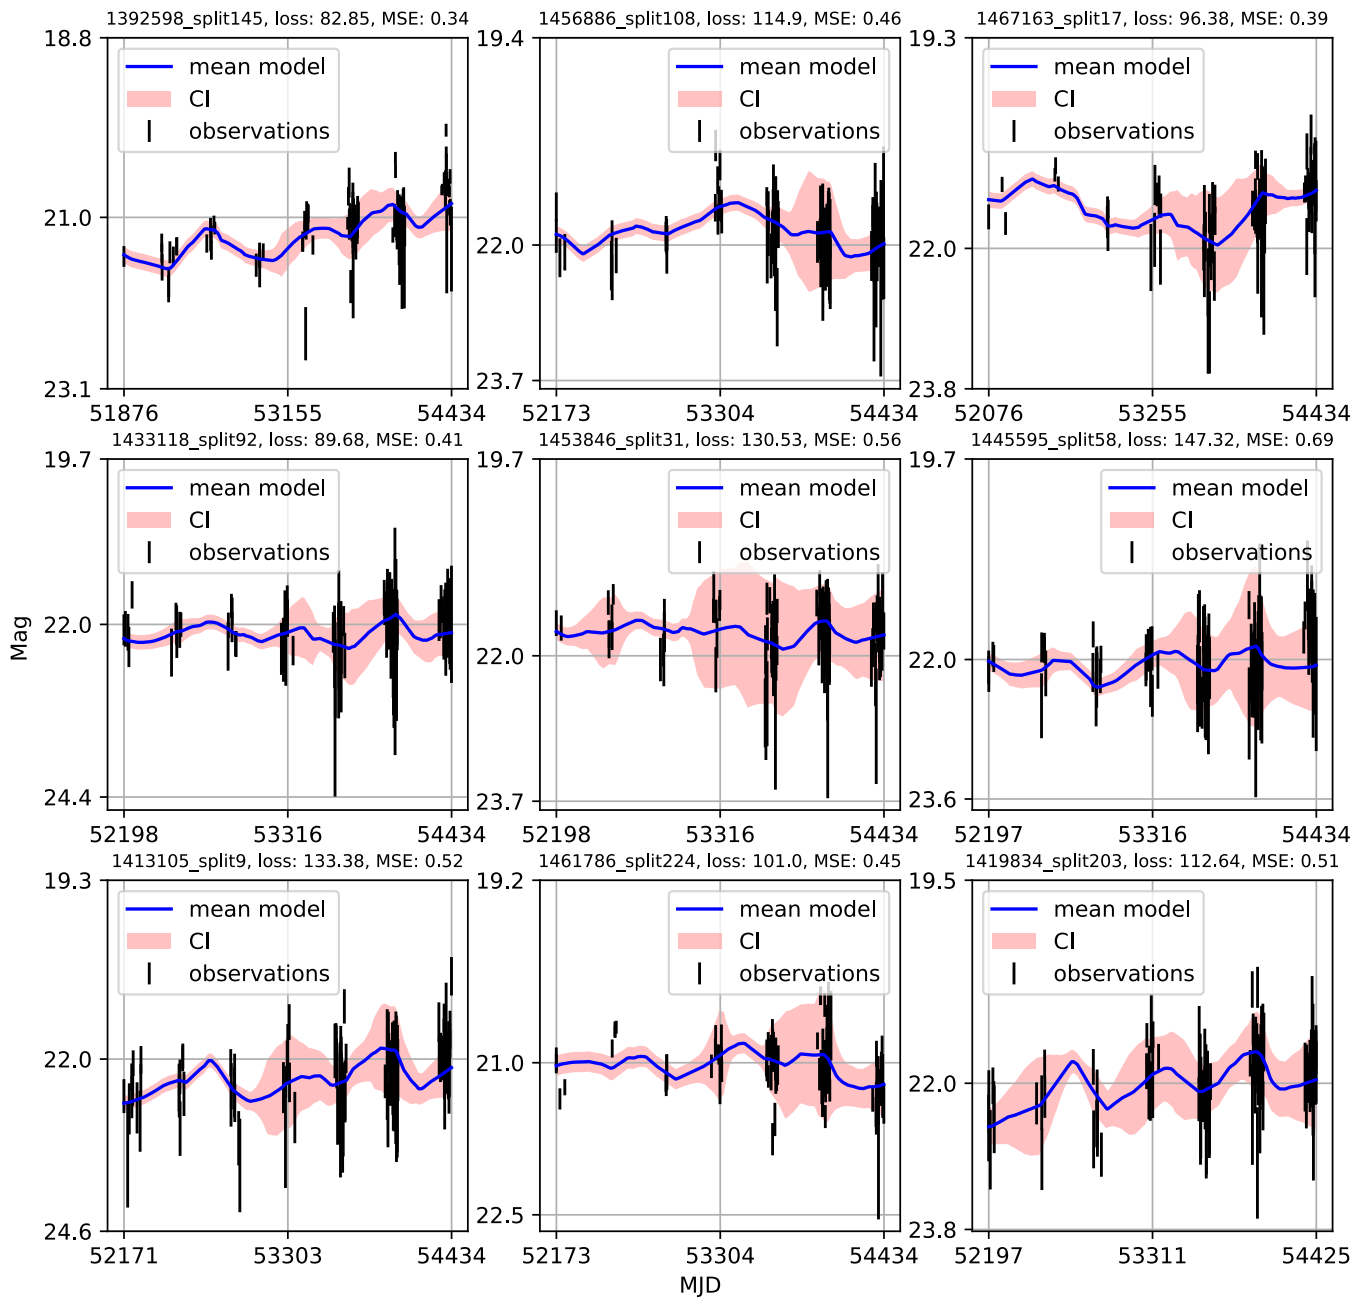 1392598_split145, loss: 82.85, MSE: 0.34
18.8
21.0
23.1
mean model
CI
observations
51876
53155
54434
1456886_split108, loss: 114.9, MSE: 0.46
19.4
22.0
23.7
mean model
CI
observations
52173
53304
54434
1467163_split17, loss: 96.38, MSE: 0.39
19.3
22.0
23.8
mean model
CI
observations
52076
53255
54434
1433118_split92, loss: 89.68, MSE: 0.41
Mag
19.7
22.0
24.4
mean model
CI
observations
52198
53316
54434
1453846_split31, loss: 130.53, MSE: 0.56
19.7
22.0
23.7
mean model
CI
observations
52198
53316
54434
1445595_split58, loss: 147.32, MSE: 0.69
19.7
22.0
23.6
mean model
CI
observations
52197
53316
54434
1413105_split9, loss: 133.38, MSE: 0.52
19.3
22.0
24.6
mean model
CI
observations
52171
53303
54434
1461786_split224, loss: 101.0, MSE: 0.45
19.2
21.0
22.5
mean model
CI
observations
52173
53304
54434
MJD
1419834_split203, loss: 112.64, MSE: 0.51
19.5
22.0
23.8
mean model
CI
observations
52197
53311
54425